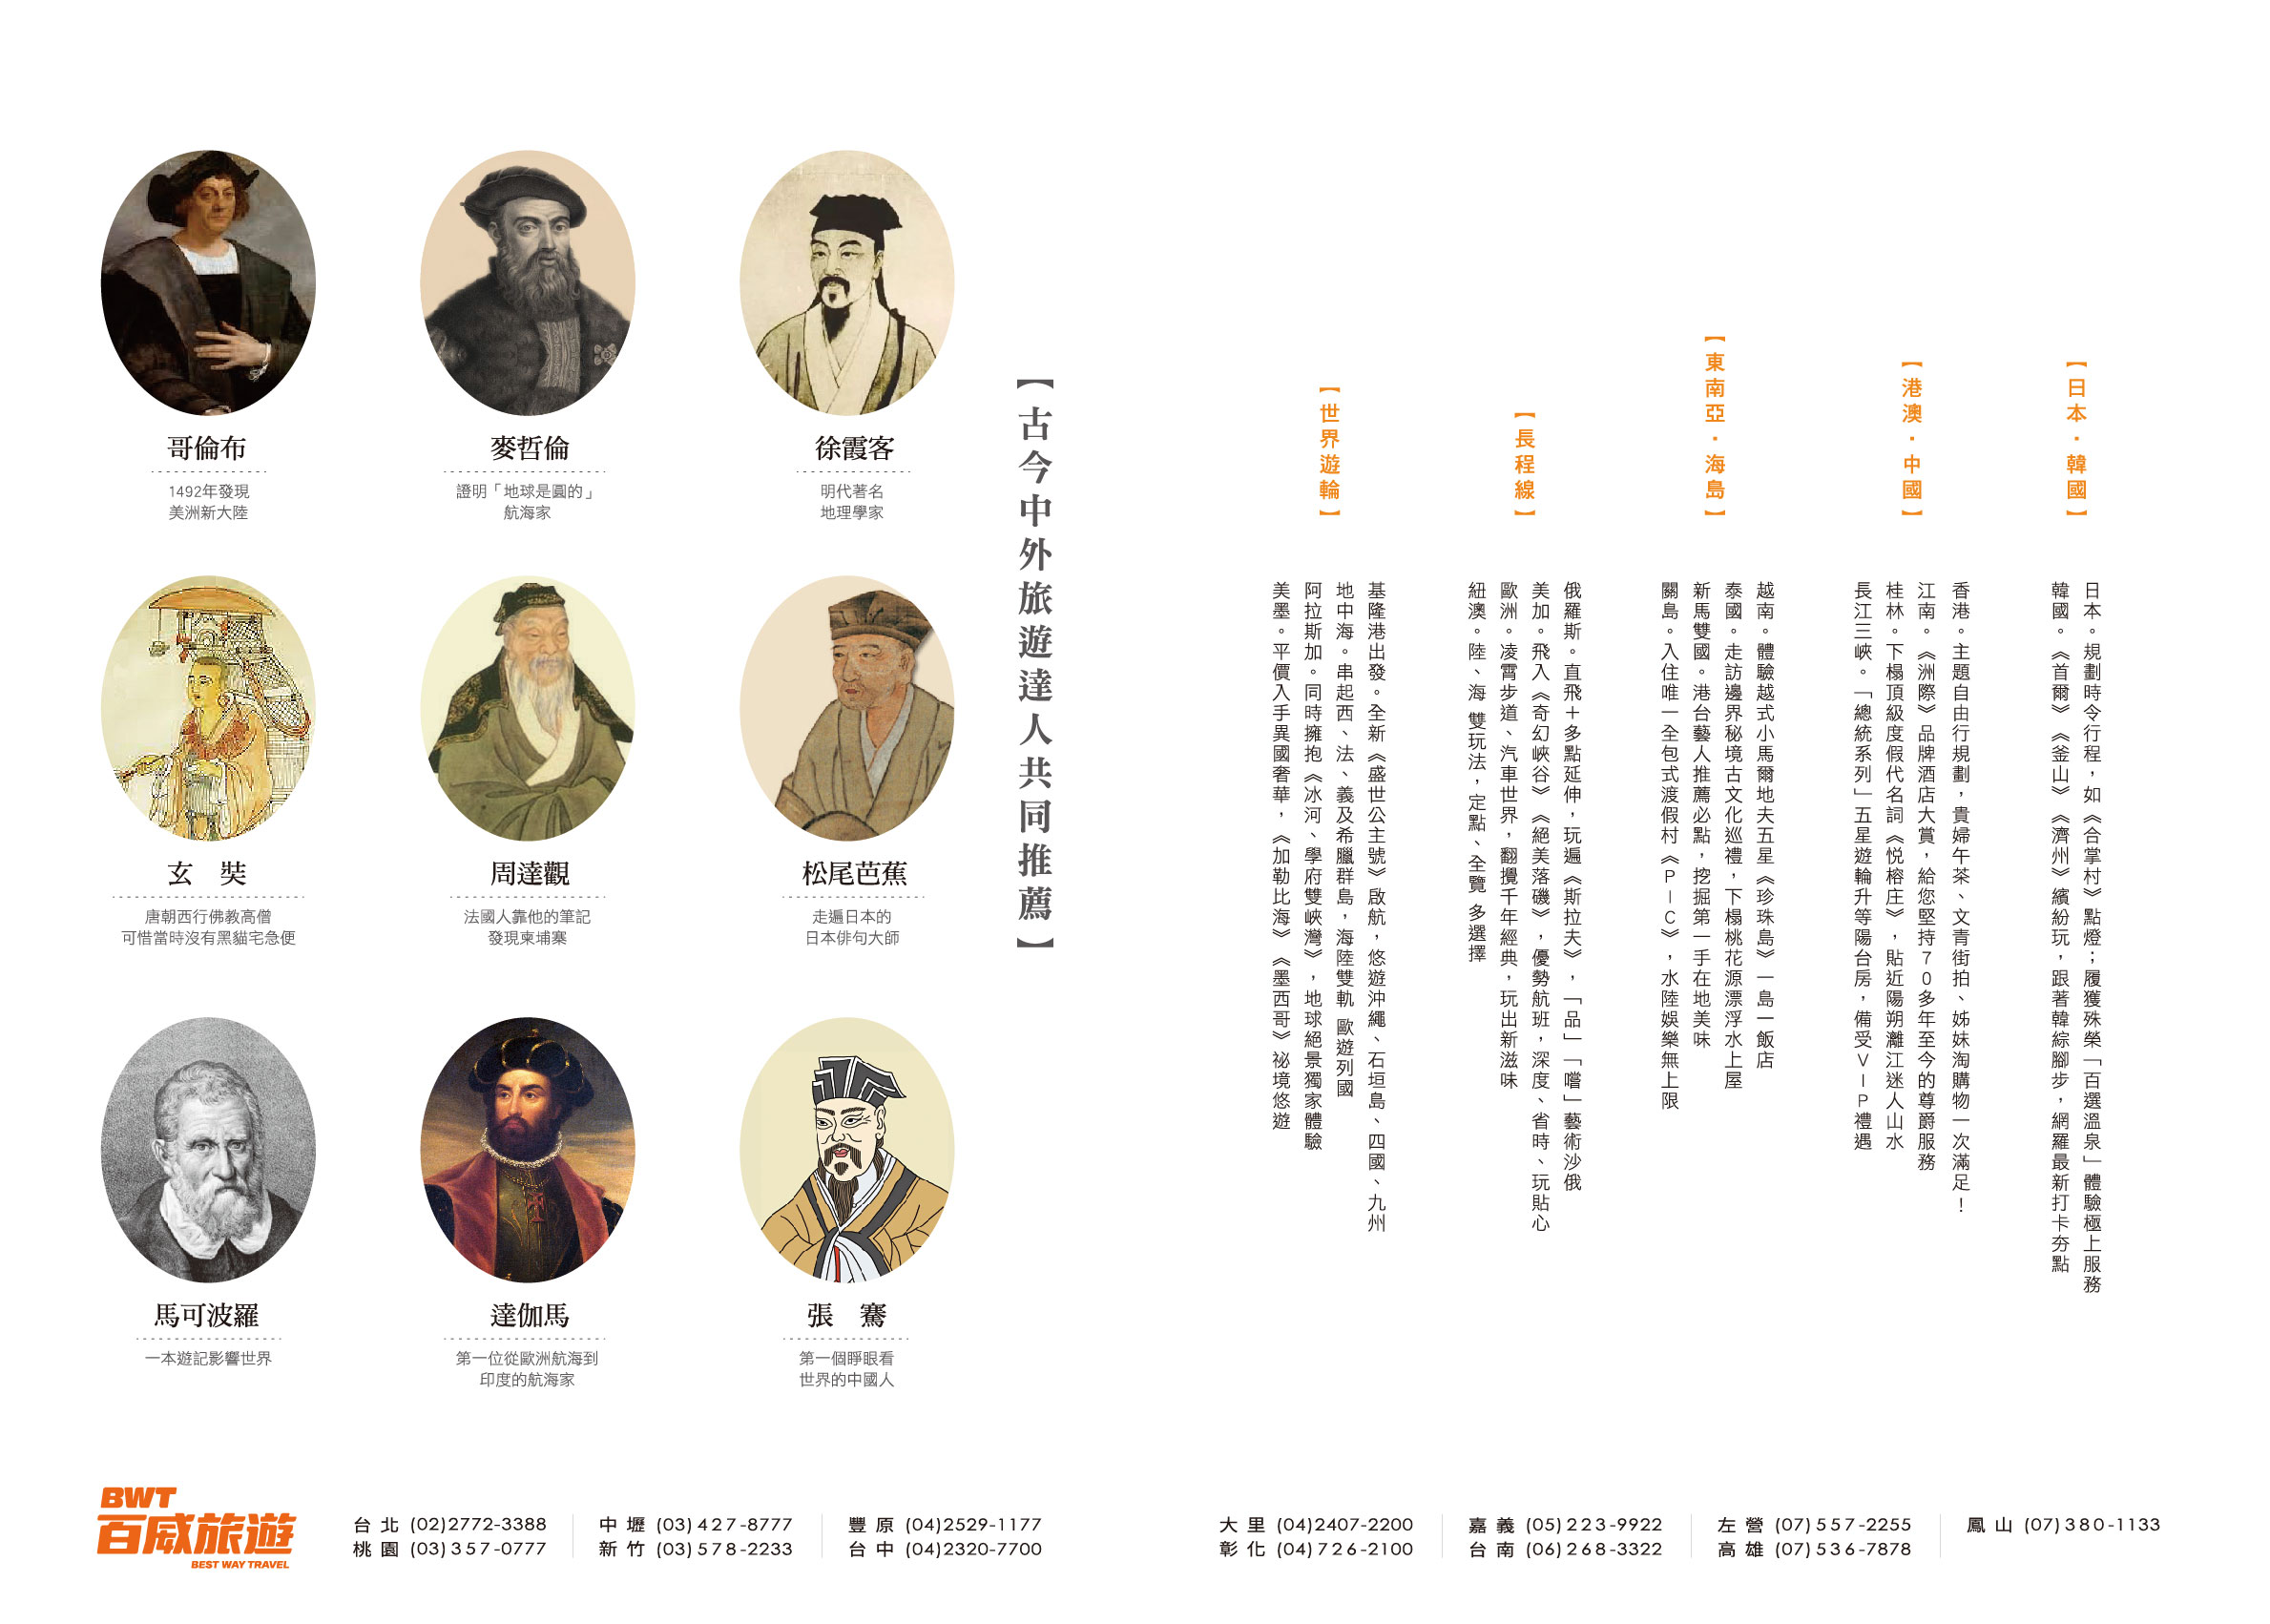 哥倫布
1492年發現
美洲新大陸
麥哲倫
證明「地球是圓的」
航海家
徐霞客
明代著名
地理學家
玄　奘
唐朝西行佛教高僧
可惜當時沒有黑貓宅急便
周達觀
法國人靠他的筆記
發現柬埔寨
松尾芭蕉
走遍日本的
日本俳句大師
馬可波羅
一本遊記影響世界
達伽馬
第一位從歐洲航海到
印度的航海家
張　騫
第一個睜眼看
世界的中國人
【古今中外旅遊達人共同推薦】
【日本．韓國】
日本。規劃時令行程，如《合掌村》點燈；履獲殊榮「百選溫泉」體驗極上服務
韓國。《首爾》《釜山》《濟州》繽紛玩，跟著韓綜腳步，網羅最新打卡夯點
【港澳．中國】
香港。主題自由行規劃，貴婦午茶、文青街拍、姊妹淘購物一次滿足！
江南。《洲際》品牌酒店大賞，給您堅持70多年至今的尊爵服務
桂林。下榻頂級度假代名詞《悦榕庄》，貼近陽朔灕江迷人山水
長江三峽。「總統系列」五星遊輪升等陽台房，備受VIP禮遇
【東南亞．海島】
越南。體驗越式小馬爾地夫五星《珍珠島》一島一飯店
泰國。走訪邊界秘境古文化巡禮，下榻桃花源漂浮水上屋
新馬雙國。港台藝人推薦必點，挖掘第一手在地美味
關島。入住唯一全包式渡假村《PIC》，水陸娛樂無上限
【長程線】
俄羅斯。直飛＋多點延伸，玩遍《斯拉夫》，「品」「嚐」藝術沙俄
美加。飛入《奇幻峽谷》《絕美落磯》，優勢航班，深度、省時、玩貼心
歐洲。凌霄步道、汽車世界，翻攪千年經典，玩出新滋味
紐澳。陸、海 雙玩法，定點、全覽 多選擇
【世界遊輪】
基隆港出發。全新《盛世公主號》啟航，悠遊沖繩、石垣島、四國、九州
地中海。串起西、法、義及希臘群島，海陸雙軌 歐遊列國
阿拉斯加。同時擁抱《冰河、學府雙峽灣》，地球絕景獨家體驗
美墨。平價入手異國奢華，《加勒比海》《墨西哥》祕境悠遊
BWT
百威旅遊
BEST WAY TRAVEL
台北 (02)2772-3388
桃園 (03)357-0777
中壢 (03)427-8777
新竹 (03)578-2233
豐原 (04)2529-1177
台中 (04)2320-7700
大里 (04)2407-2200
彰化 (04)726-2100
嘉義 (05)223-9922
台南 (06)268-3322
左營 (07)557-2255
高雄 (07)536-7878
鳳山 (07)380-1133